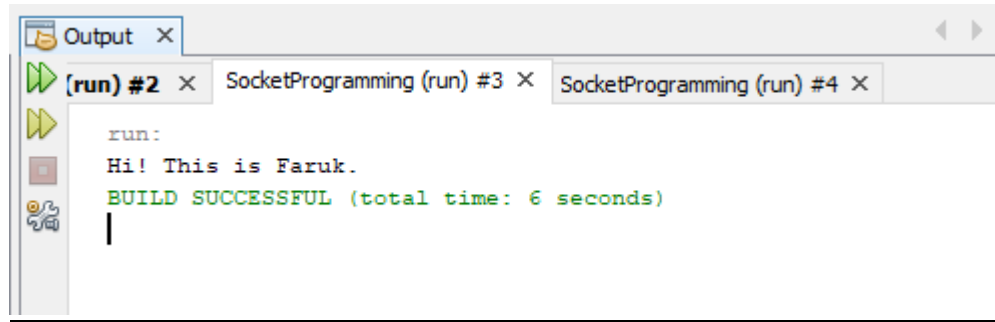 Output
(run) #2
SocketProgramming (run) #3
SocketProgramming (run) #4
run:
Hi! This is Faruk.
BUILD SUCCESSFUL (total time: 6 seconds)